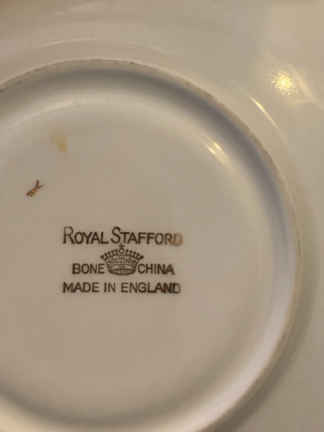 ROYAL STAFFORD
BONE CHINA
MADE IN ENGLAND